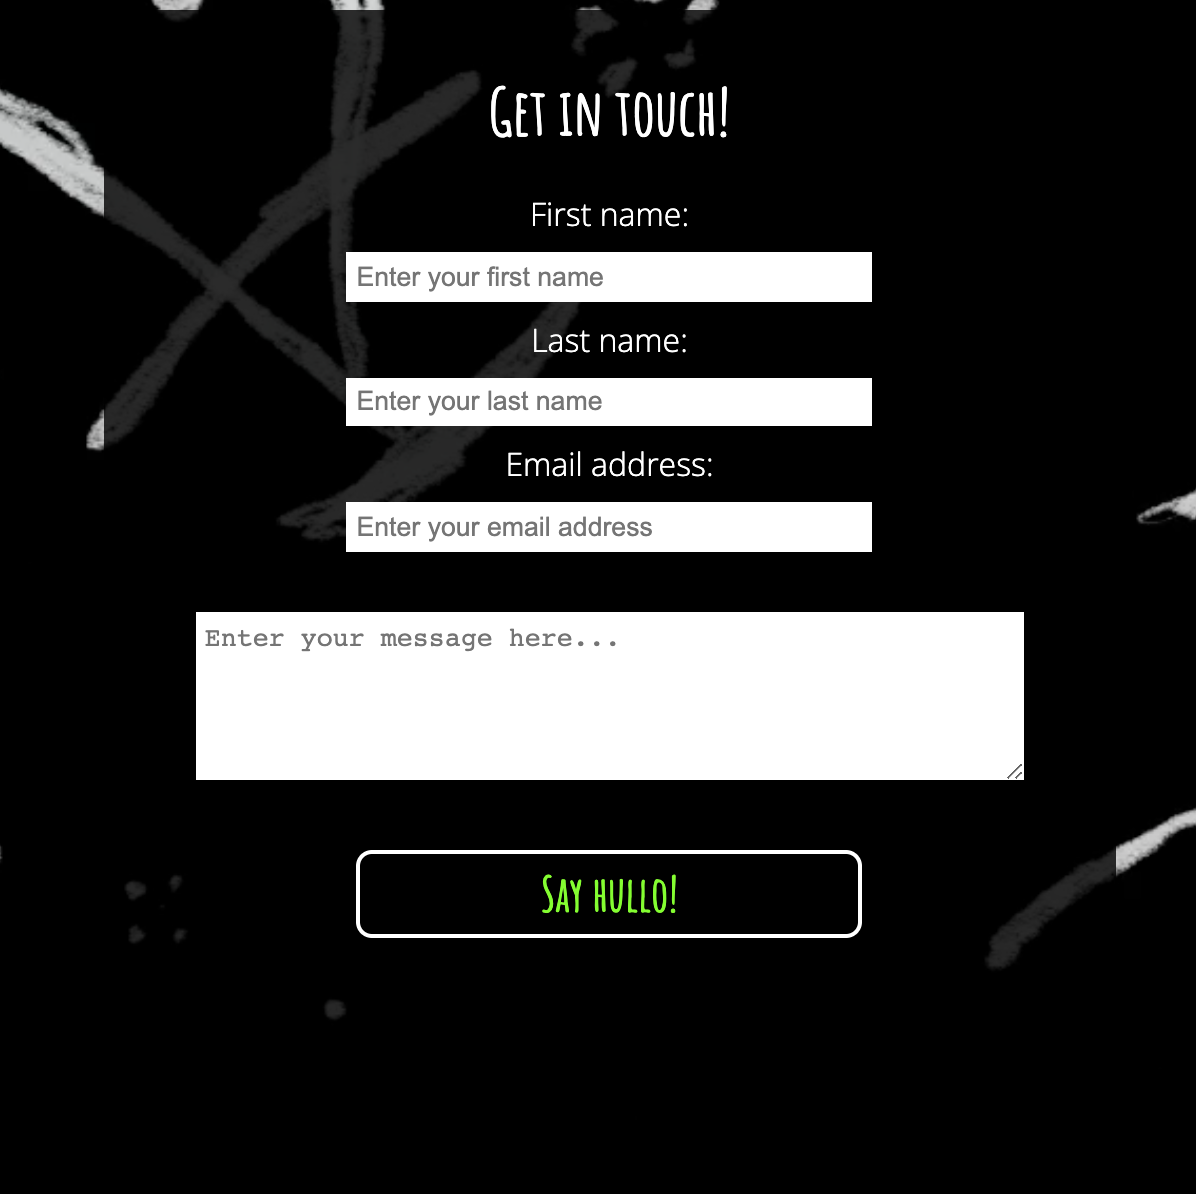 Get in touch!
First name:
Enter your first name
Last name:
Enter your last name
Email address:
Enter your email address
Enter your message here...
Say hullo!